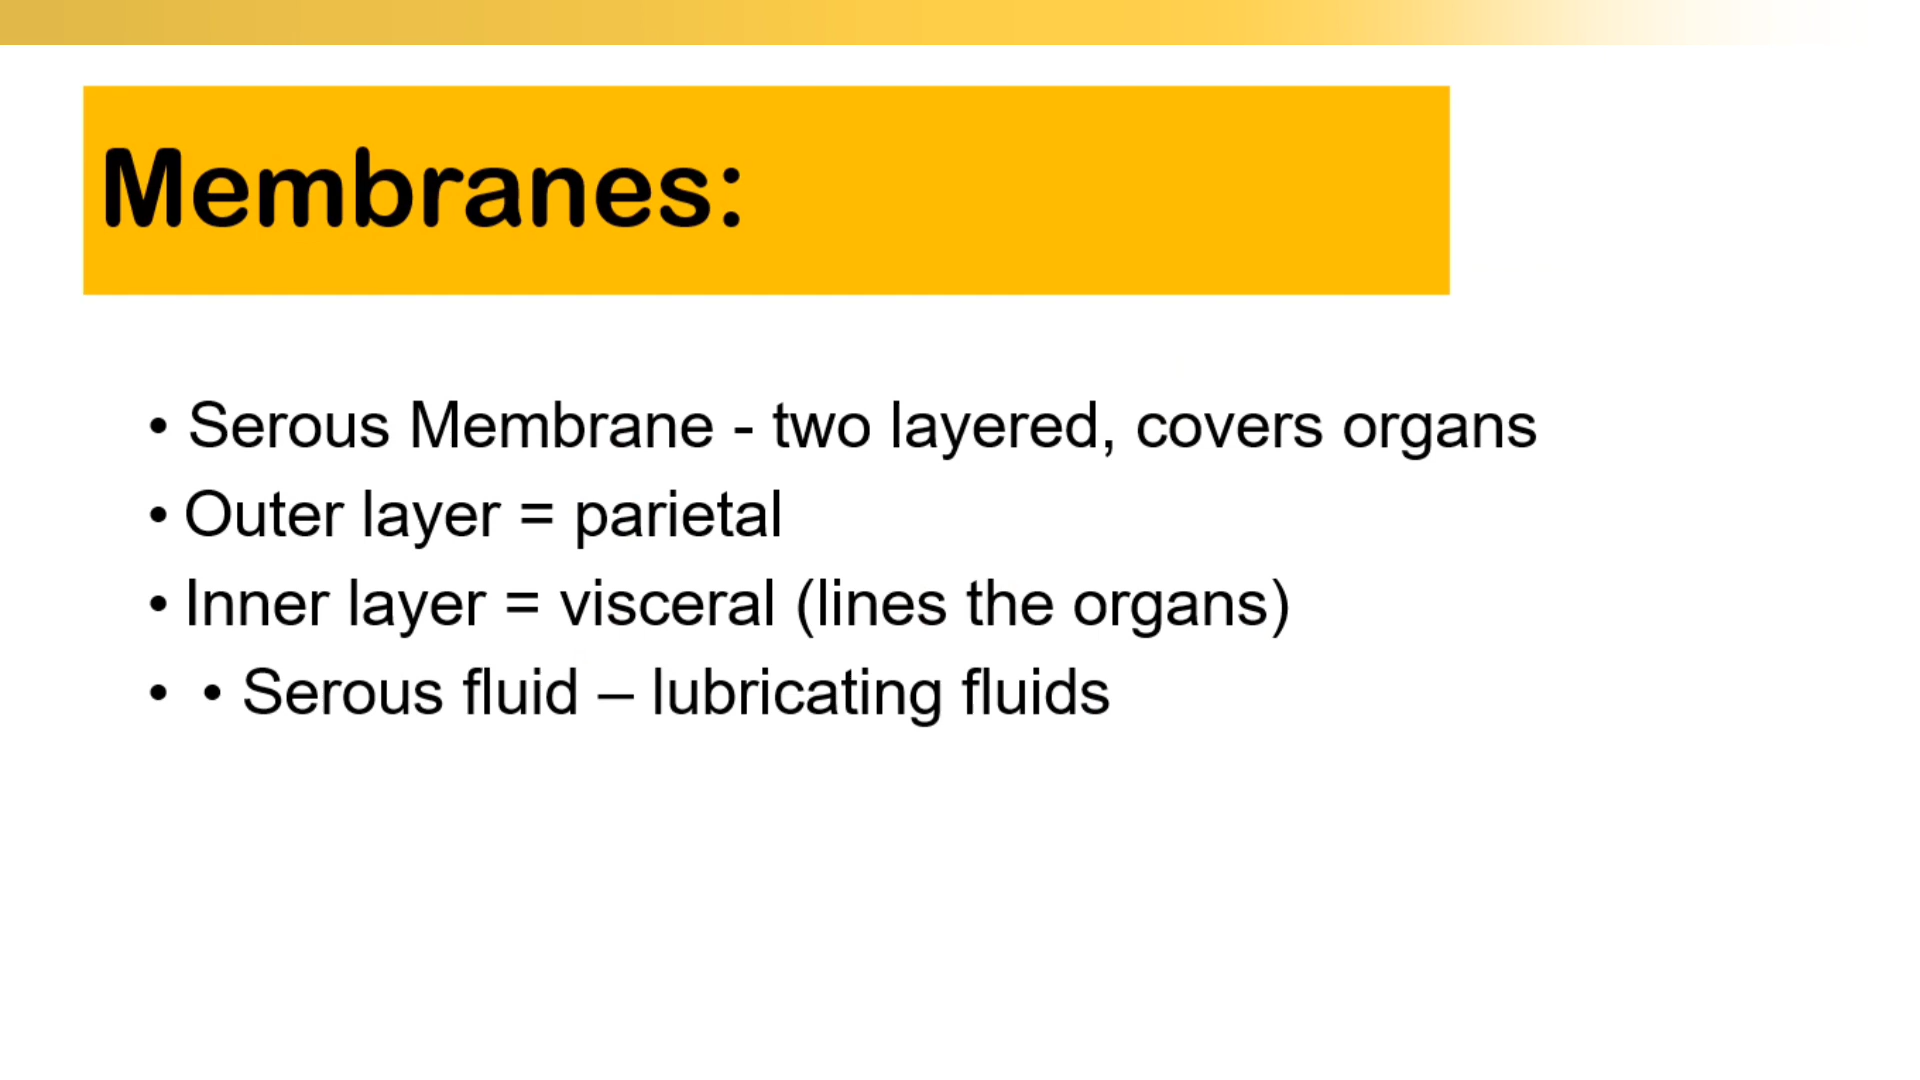 Membranes:
• Serous Membrane - two layered, covers organs
• Outer layer = parietal
• Inner layer = visceral (lines the organs)
• • Serous fluid – lubricating fluids